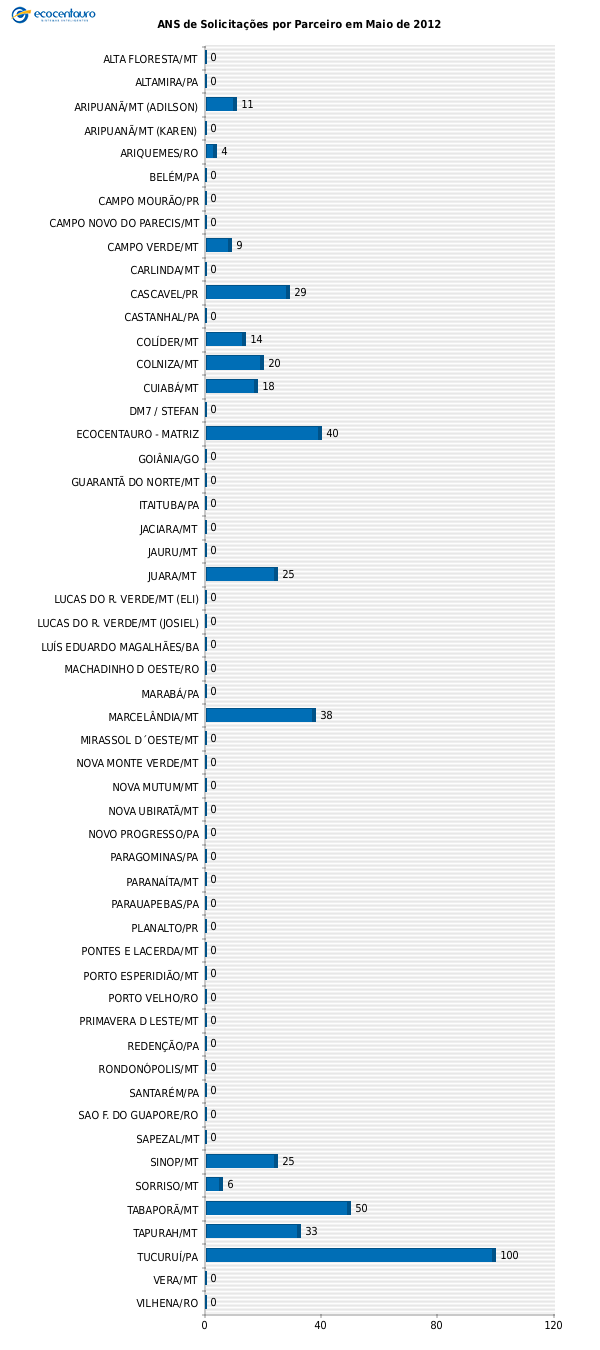 ecocentauro
ANS de Solicitações por Parceiro em Maio de 2012
ALTA FLORESTA/MT 0
ALTAMIRA/PA 0
ARIPUANÃ/MT (ADILSON) 11
ARIPUANÃ/MT (KAREN) 0
ARIQUEMES/RO 4
BELÉM/PA 0
CAMPO MOURÃO/PR 0
CAMPO NOVO DO PARECIS/MT 0
CAMPO VERDE/MT 9
CARLINDA/MT 0
CASCAVEL/PR 29
CASTANHAL/PA 0
COLÍDER/MT 14
COLNIZA/MT 20
CUIABÁ/MT 18
DM7 / STEFAN 0
ECOCENTAURO - MATRIZ 40
GOIÂNIA/GO 0
GUARANTÃ DO NORTE/MT 0
ITAITUBA/PA 0
JACIARA/MT 0
JAURU/MT 0
JUARA/MT 25
LUCAS DO R. VERDE/MT (ELI) 0
LUCAS DO R. VERDE/MT (JOSIEL) 0
LUÍS EDUARDO MAGALHÃES/BA 0
MACHADINHO D OESTE/RO 0
MARABÁ/PA 0
MARCELÂNDIA/MT 38
MIRASSOL D´OESTE/MT 0
NOVA MONTE VERDE/MT 0
NOVA MUTUM/MT 0
NOVA UBIRATÃ/MT 0
NOVO PROGRESSO/PA 0
PARAGOMINAS/PA 0
PARANAÍTA/MT 0
PARAUAPEBAS/PA 0
PLANALTO/PR 0
PONTES E LACERDA/MT 0
PORTO ESPERIDIÃO/MT 0
PORTO VELHO/RO 0
PRIMAVERA D LESTE/MT 0
REDENÇÃO/PA 0
RONDONÓPOLIS/MT 0
SANTARÉM/PA 0
SAO F. DO GUAPORE/RO 0
SAPEZAL/MT 0
SINOP/MT 25
SORRISO/MT 6
TABAPORÃ/MT 50
TAPURAH/MT 33
TUCURUÍ/PA 100
VERA/MT 0
VILHENA/RO 0
0 40 80 120